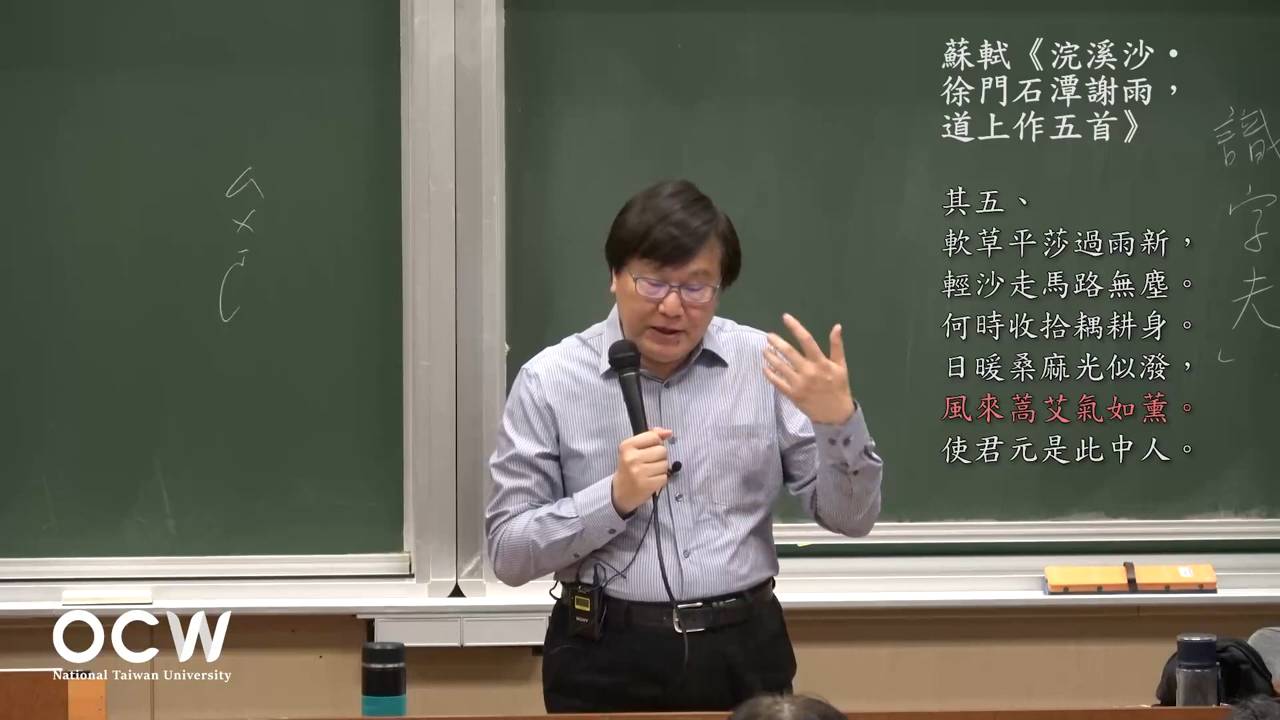 蘇軾《浣溪沙•
徐門石潭謝雨，
道上作五首》
其五、
軟草平莎過雨新，
輕沙走馬路無塵。
何時收拾耦耕身。
日暖桑麻光似潑，
風來蒿艾氣如薰。
使君元是此中人。
識字夫
OCW
National Taiwan University